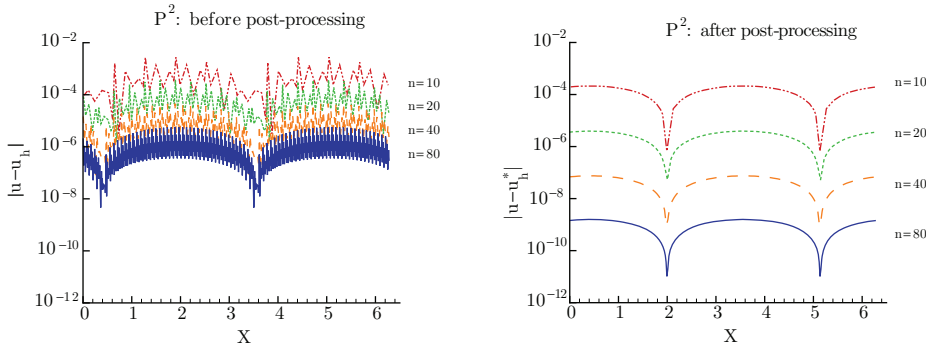 P²: before post-processing
10⁻²
10⁻⁴
10⁻⁶
10⁻⁸
10⁻¹⁰
10⁻¹²
|u−u_h|
n=10
n=20
n=40
n=80
0 1 2 3 4 5 6
X
P²: after post-processing
10⁻²
10⁻⁴
10⁻⁶
10⁻⁸
10⁻¹⁰
10⁻¹²
|u−u_h^*|
n=10
n=20
n=40
n=80
0 1 2 3 4 5 6
X